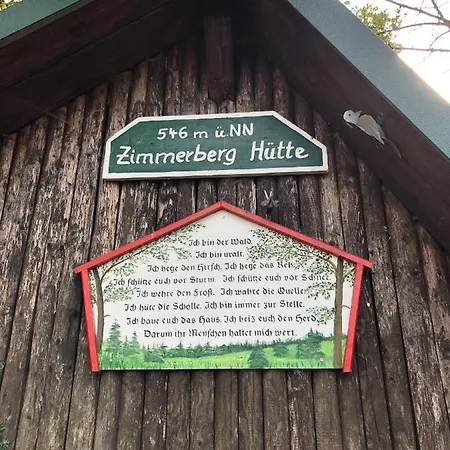 546 m ü.NN
Zimmerberg Hütte
Ich bin der Wald.
Ich bin uralt.
Ich hege den Hirsch. Ich hege das Reh.
Ich schütze euch vor Sturm. Ich schütze euch vor Schnee.
Ich wehre dem Frost. Ich wahre die Quelle.
Ich hüte die Scholle. Ich bin immer zur Stelle.
Ich baue euch das Haus. Ich heiz euch den Herd.
Darum ihr Menschen haltet mich wert.